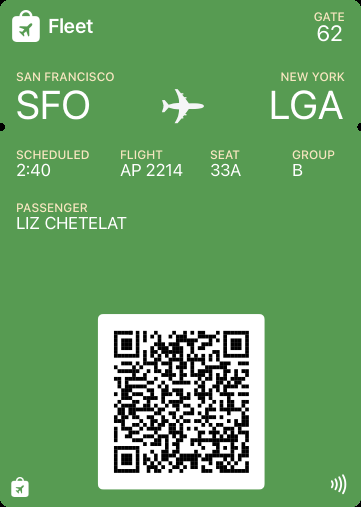 Fleet
GATE
62
SAN FRANCISCO
NEW YORK
SFO
LGA
SCHEDULED
FLIGHT
SEAT
GROUP
2:40
AP 2214
33A
B
PASSENGER
LIZ CHETELAT